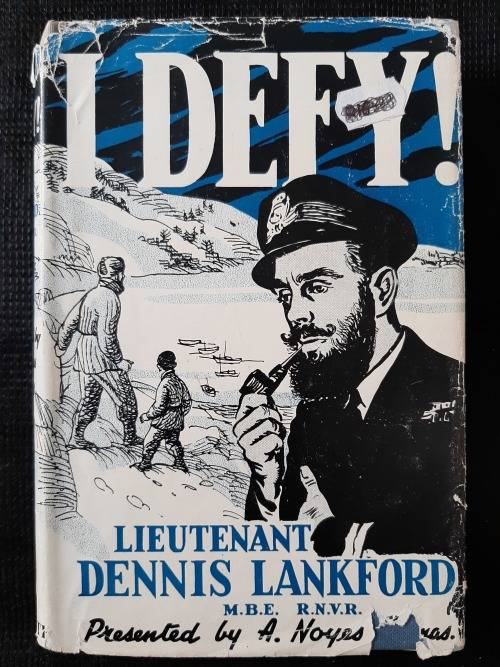 I DEFY!
LIEUTENANT
DENNIS LANKFORD
M.B.E. R.N.V.R.
Presented by A. Noyes